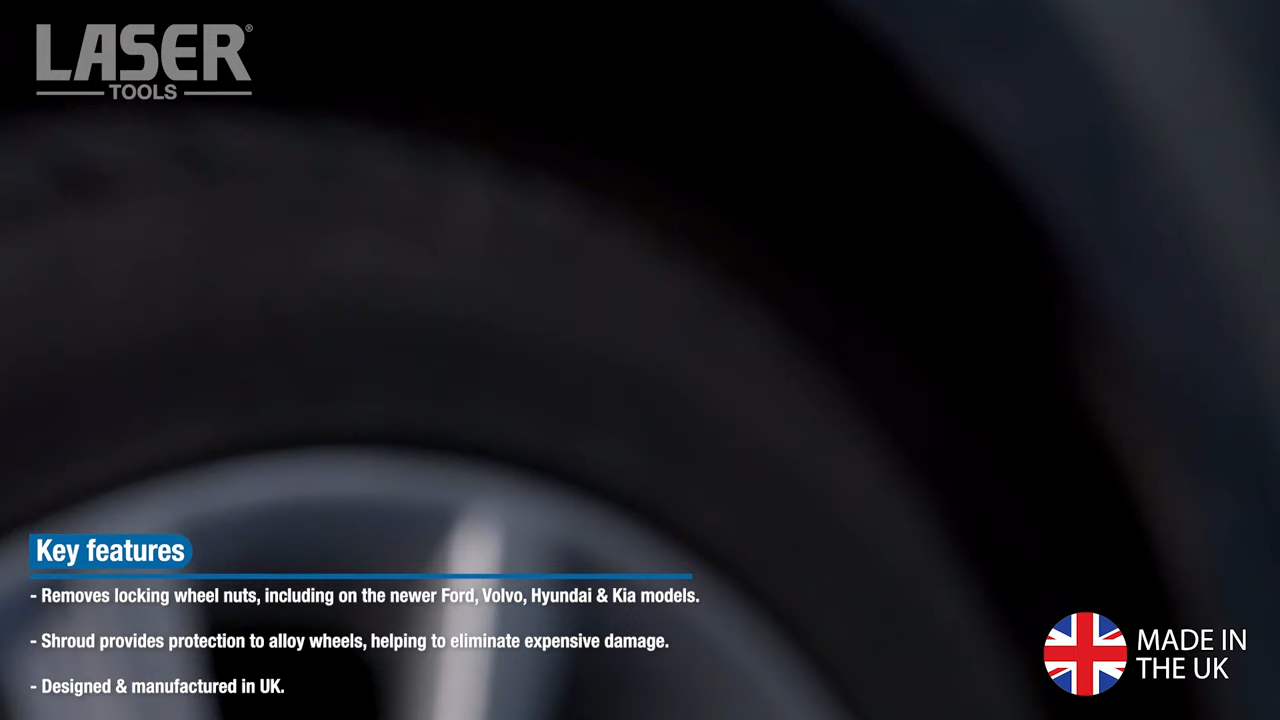 LASER®
TOOLS
Key features
- Removes locking wheel nuts, including on the newer Ford, Volvo, Hyundai & Kia models.
- Shroud provides protection to alloy wheels, helping to eliminate expensive damage.
- Designed & manufactured in UK.
MADE IN
THE UK